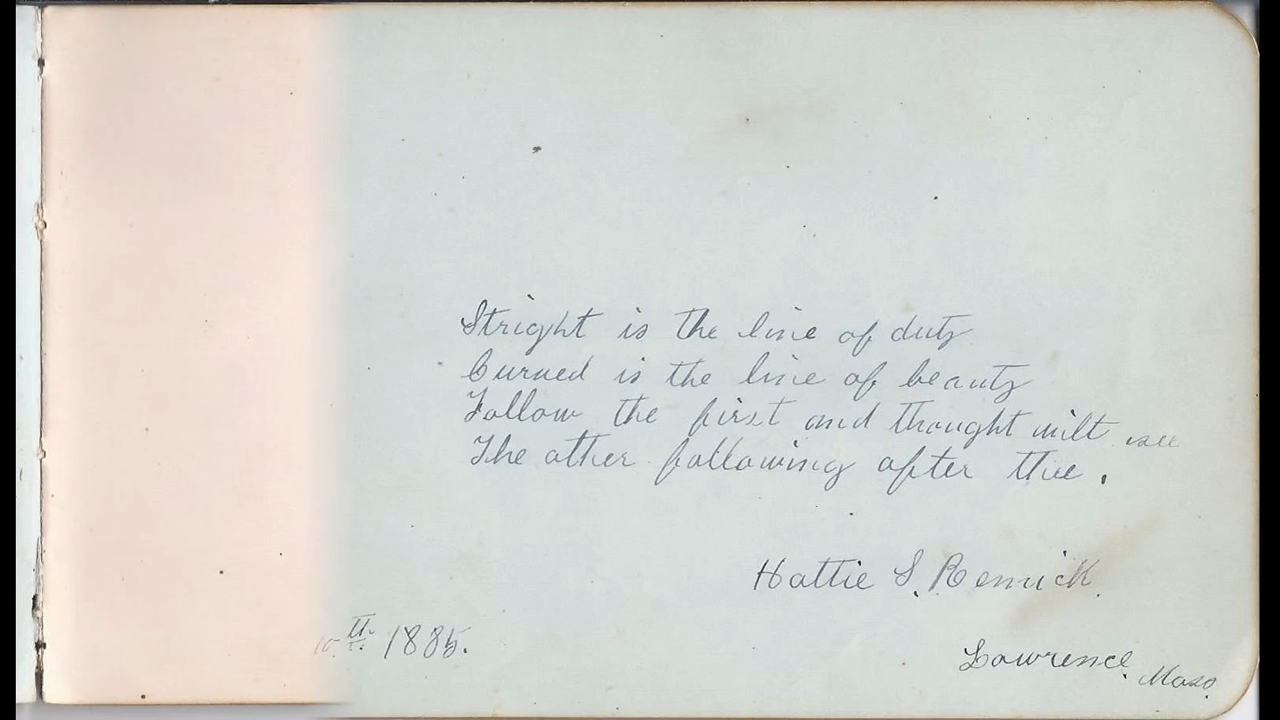 Stright is the line of duty
Curved is the line of beauty
Follow the first and thought wilt see
The other following after thee.
Hattie S. Remick.
10th 1885.
Lawrence, Mass.